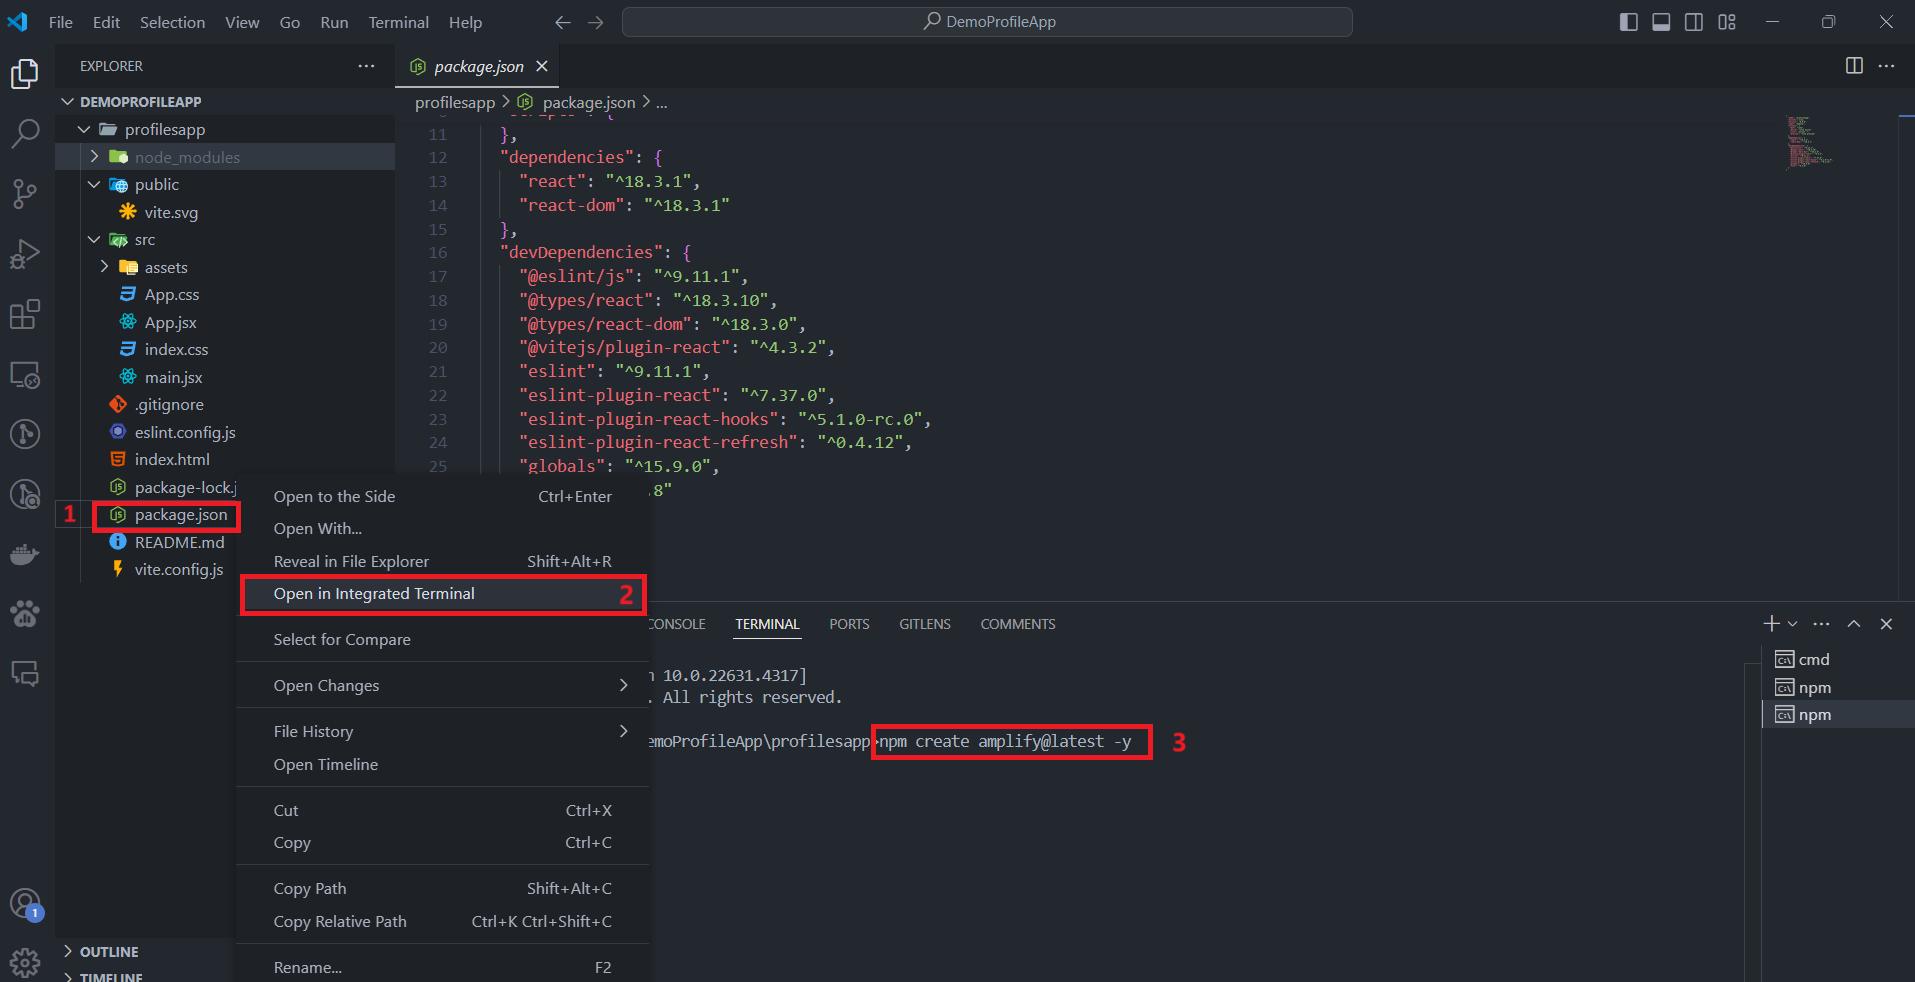 File Edit Selection View Go Run Terminal Help
DemoProfileApp
EXPLORER
DEMOPROFILEAPP
profilesapp
node_modules
public
vite.svg
src
assets
App.css
App.jsx
index.css
main.jsx
.gitignore
eslint.config.js
index.html
package-lock.j
1 package.json
README.md
vite.config.js
OUTLINE
TIMELINE
1
package.json
profilesapp > package.json > ...
11 },
12 "dependencies": {
13 "react": "^18.3.1",
14 "react-dom": "^18.3.1"
15 },
16 "devDependencies": {
17 "@eslint/js": "^9.11.1",
18 "@types/react": "^18.3.10",
19 "@types/react-dom": "^18.3.0",
20 "@vitejs/plugin-react": "^4.3.2",
21 "eslint": "^9.11.1",
22 "eslint-plugin-react": "^7.37.0",
23 "eslint-plugin-react-hooks": "^5.1.0-rc.0",
24 "eslint-plugin-react-refresh": "^0.4.12",
25 "globals": "^15.9.0",
.8"
Open to the Side Ctrl+Enter
Open With...
Reveal in File Explorer Shift+Alt+R
Open in Integrated Terminal 2
Select for Compare
Open Changes
File History
Open Timeline
Cut Ctrl+X
Copy Ctrl+C
Copy Path Shift+Alt+C
Copy Relative Path Ctrl+K Ctrl+Shift+C
Rename... F2
CONSOLE TERMINAL PORTS GITLENS COMMENTS
n 10.0.22631.4317]
. All rights reserved.
emoProfileApp\profilesapp>npm create amplify@latest -y 3
cmd
npm
npm